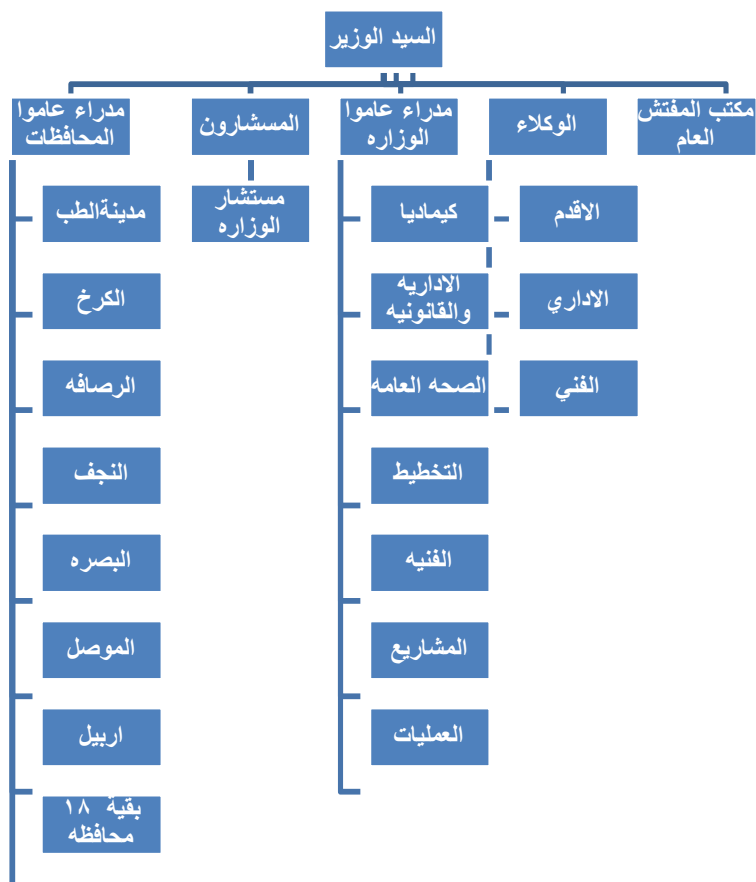 السيد الوزير
مكتب المفتش
العام
الوكلاء
مدراء عاموا
الوزاره
المسشارون
مدراء عاموا
المحافظات
الاقدم
الاداري
الفني
كيماديا
الاداريه
والقانونيه
الصحه العامه
التخطيط
الفنيه
المشاريع
العمليات
مستشار
الوزاره
مدينةالطب
الكرخ
الرصافه
النجف
البصره
الموصل
اربيل
بقية ١٨
محافظه